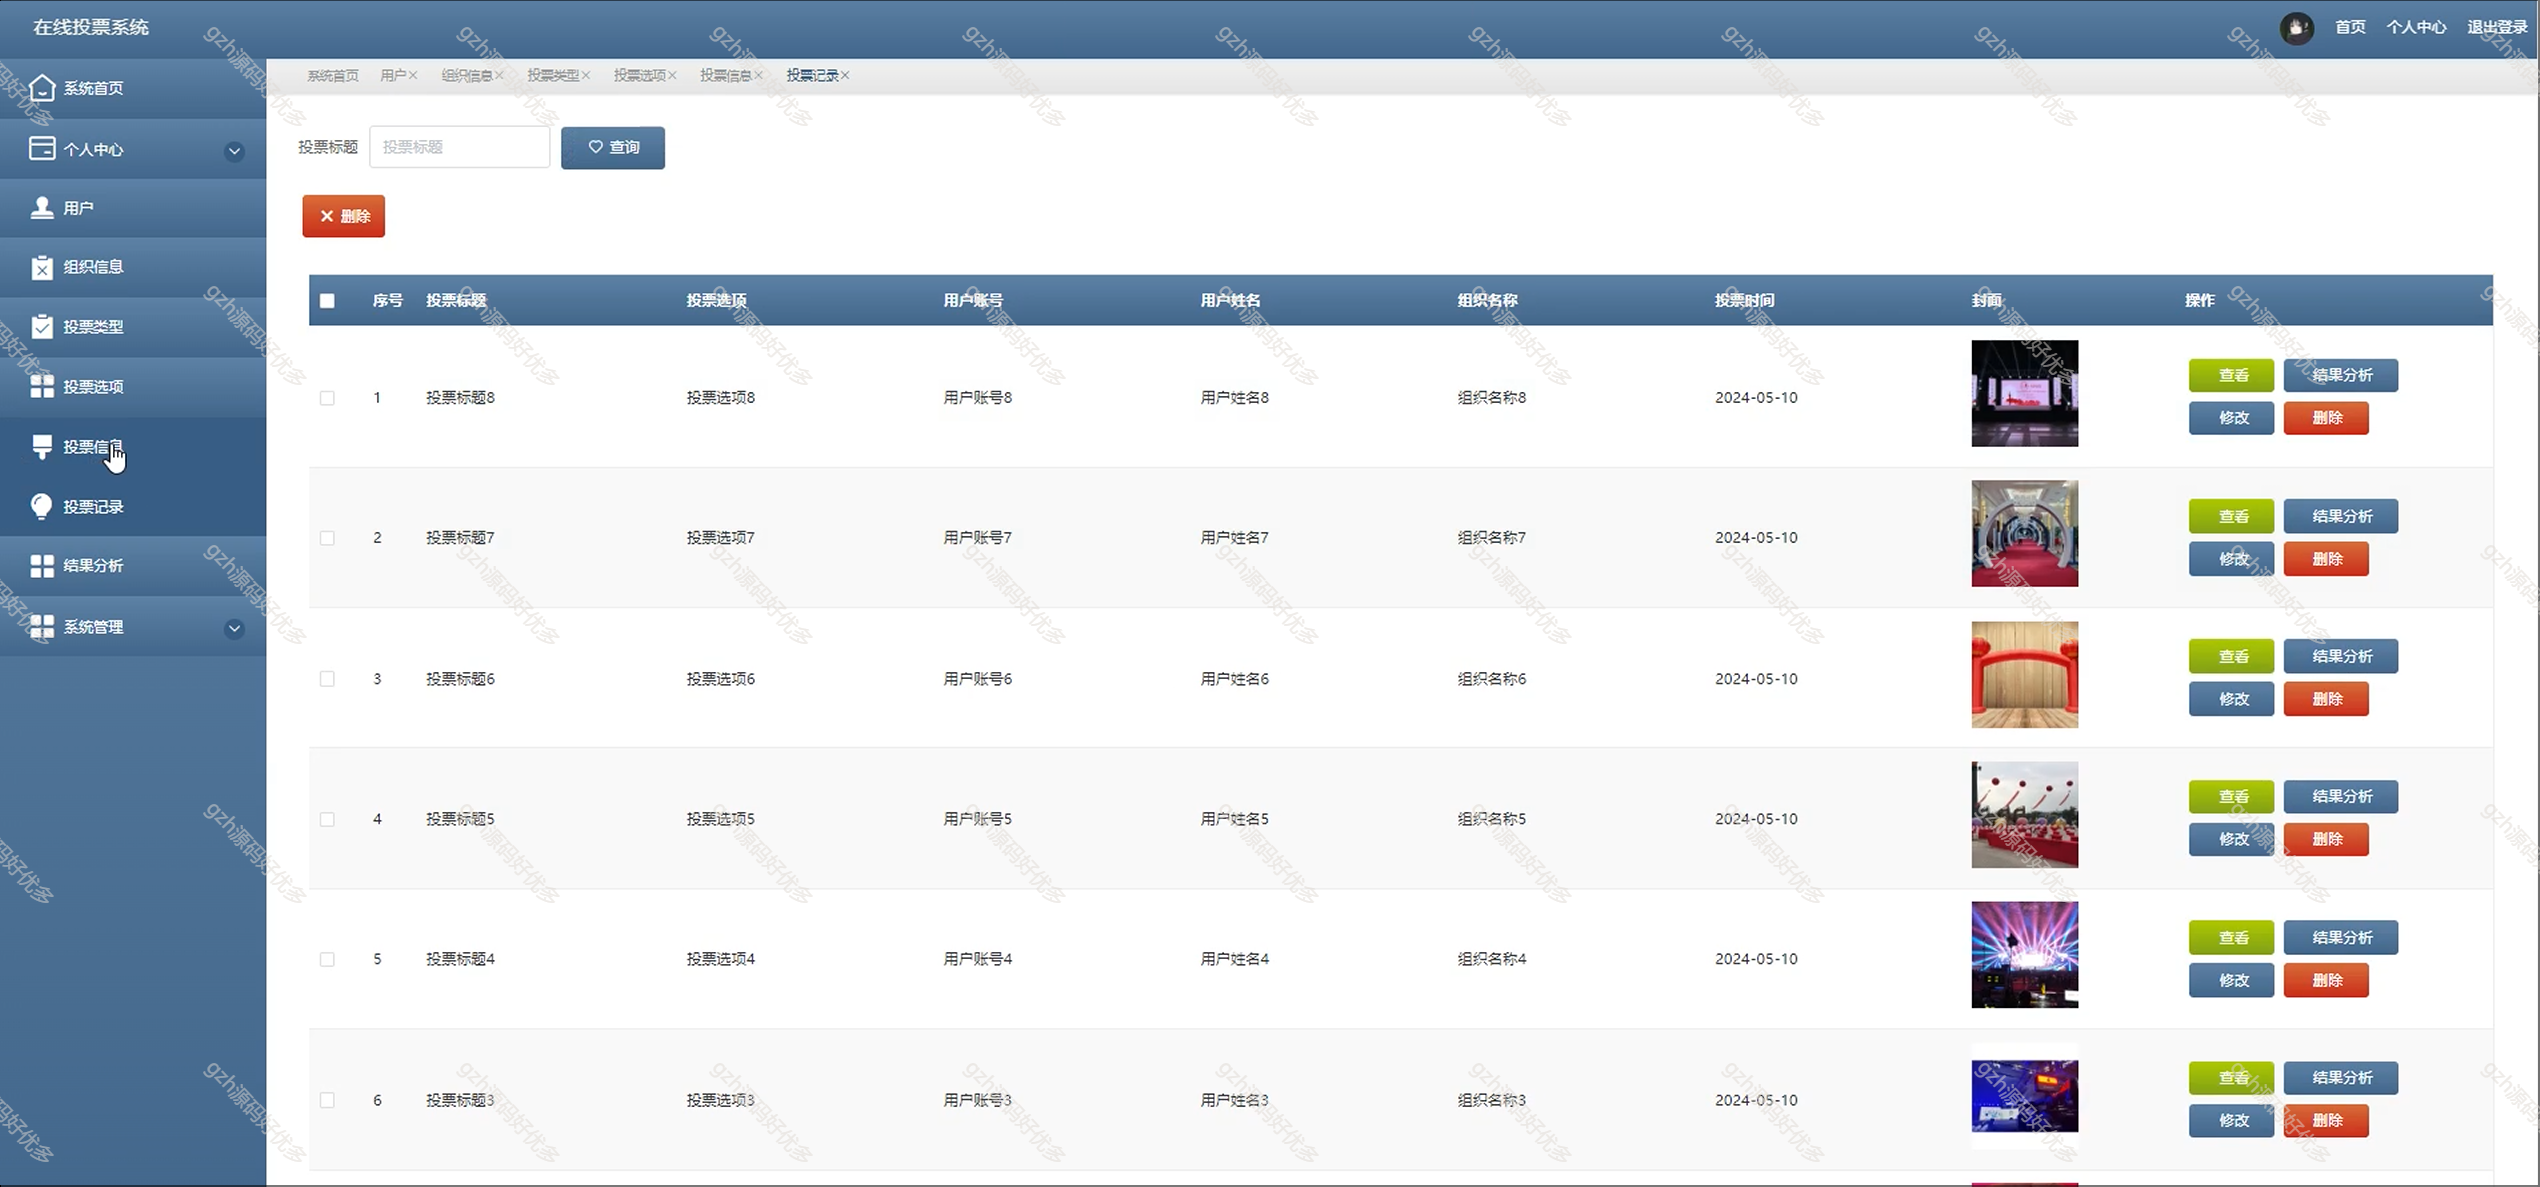 在线投票系统
首页 个人中心 退出登录
系统首页
个人中心
用户
组织信息
投票类型
投票选项
投票信息
投票记录
结果分析
系统管理
系统首页 用户× 组织信息× 投票类型× 投票选项× 投票信息× 投票记录×
投票标题 投票标题 查询
× 删除
序号 投票标题 投票选项 用户账号 用户姓名 组织名称 投票时间 封面 操作
1 投票标题8 投票选项8 用户账号8 用户姓名8 组织名称8 2024-05-10 查看 结果分析
修改 删除
2 投票标题7 投票选项7 用户账号7 用户姓名7 组织名称7 2024-05-10 查看 结果分析
修改 删除
3 投票标题6 投票选项6 用户账号6 用户姓名6 组织名称6 2024-05-10 查看 结果分析
修改 删除
4 投票标题5 投票选项5 用户账号5 用户姓名5 组织名称5 2024-05-10 查看 结果分析
修改 删除
5 投票标题4 投票选项4 用户账号4 用户姓名4 组织名称4 2024-05-10 查看 结果分析
修改 删除
6 投票标题3 投票选项3 用户账号3 用户姓名3 组织名称3 2024-05-10 查看 结果分析
修改 删除
gzh源码好优多